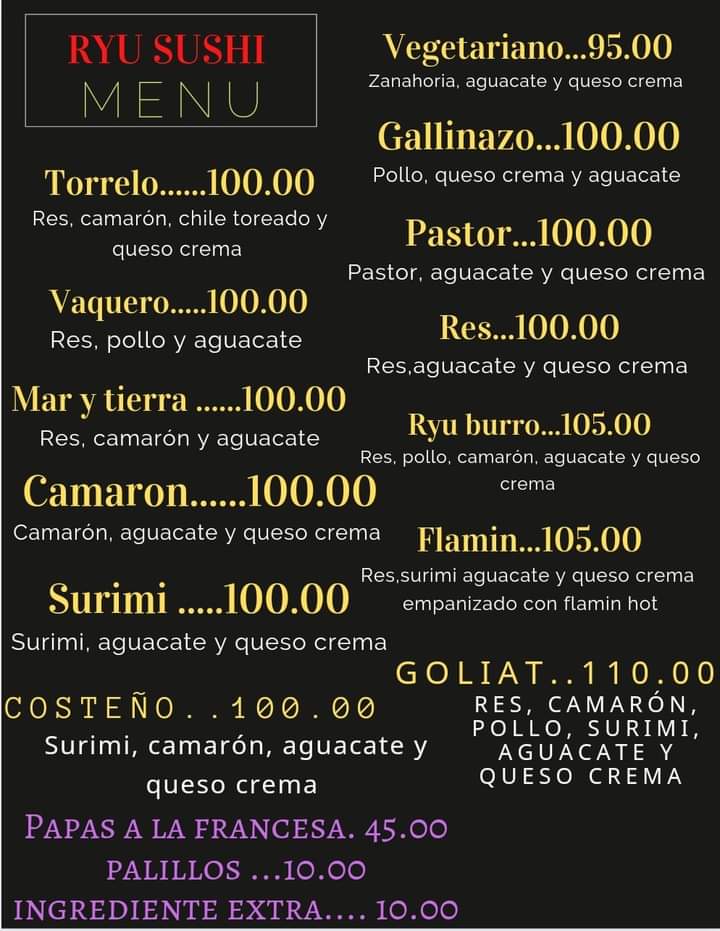 RYU SUSHI
MENU
Torrelo......100.00
Res, camarón, chile toreado y
queso crema
Vaquero.....100.00
Res, pollo y aguacate
Mar y tierra ......100.00
Res, camarón y aguacate
Camaron......100.00
Camarón, aguacate y queso crema
Surimi .....100.00
Surimi, aguacate y queso crema
COSTEÑO..100.00
Surimi, camarón, aguacate y
queso crema
Vegetariano...95.00
Zanahoria, aguacate y queso crema
Gallinazo...100.00
Pollo, queso crema y aguacate
Pastor...100.00
Pastor, aguacate y queso crema
Res...100.00
Res,aguacate y queso crema
Ryu burro...105.00
Res, pollo, camarón, aguacate y queso
crema
Flamin...105.00
Res,surimi aguacate y queso crema
empanizado con flamin hot
GOLIAT..110.00
RES, CAMARÓN,
POLLO, SURIMI,
AGUACATE Y
QUESO CREMA
PAPAS A LA FRANCESA. 45.00
PALILLOS ...10.00
INGREDIENTE EXTRA.... 10.00